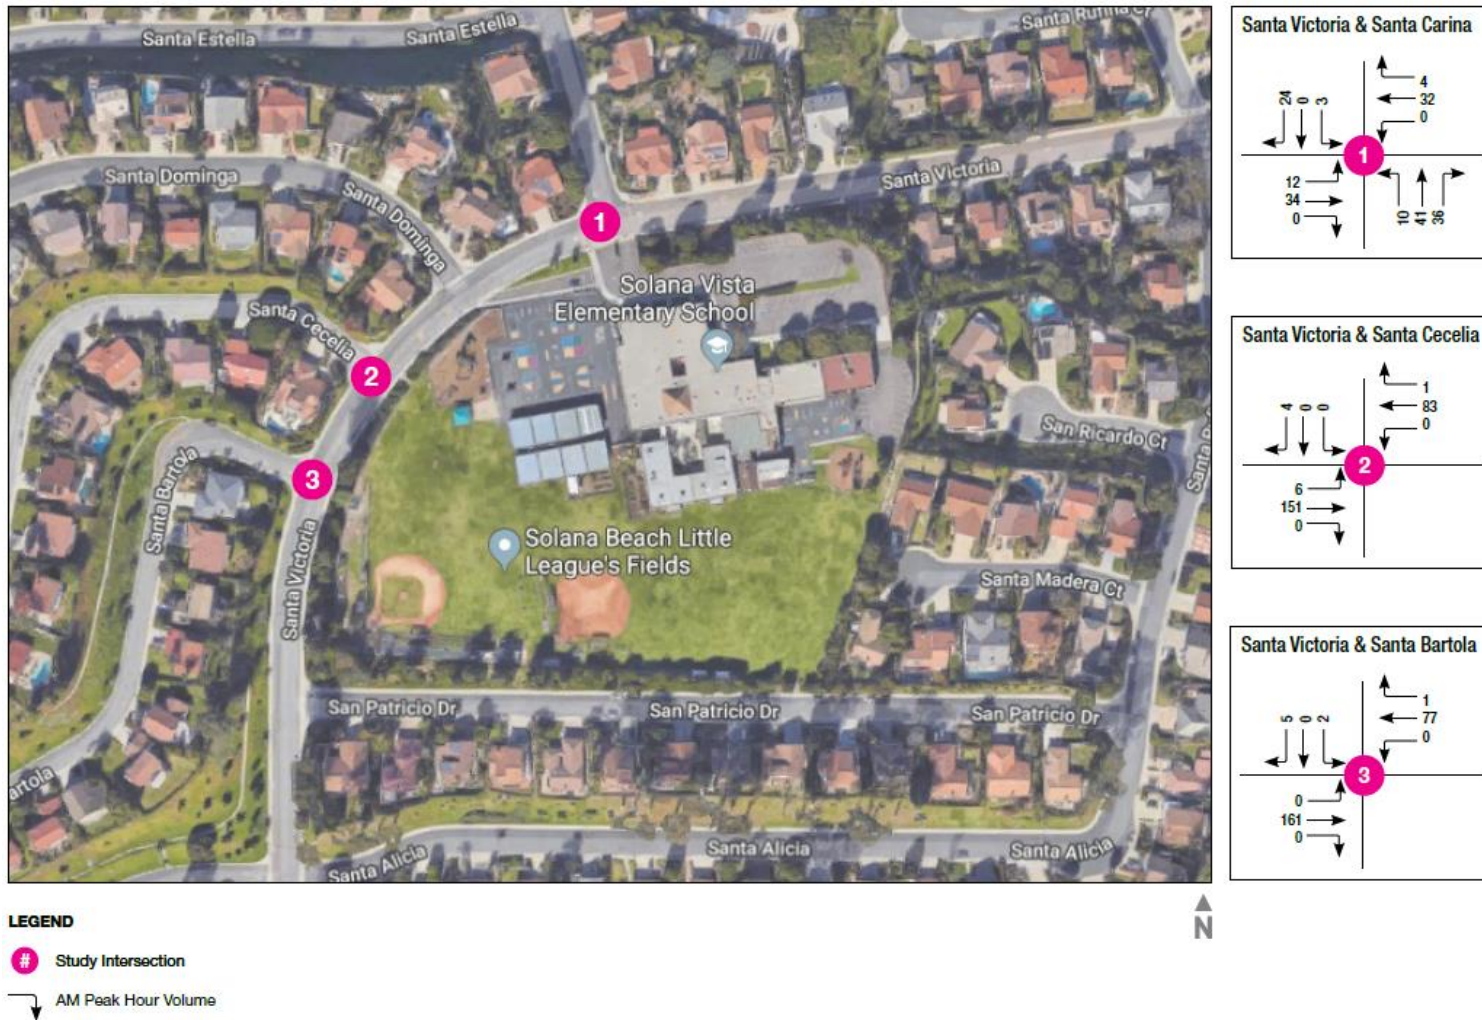 Santa Estella
Santa Estella
Santa Rufina Ct
Santa Dominga
Santa Dominga
Santa Victoria
1
Solana Vista
Elementary School
Santa Cecelia
2
San Ricardo Ct
Santa Bartola
3
Santa Victoria
Solana Beach Little
League's Fields
Santa Madera Ct
San Patricio Dr
San Patricio Dr
San Patricio Dr
artola
Santa Alicia
Santa Alicia
Santa Alicia
N
Santa Victoria & Santa Carina
24 0 3
4
32
0
1
12
34
0
10 41 36
Santa Victoria & Santa Cecelia
4 0 0
1
83
0
2
6
151
0
Santa Victoria & Santa Bartola
5 0 2
1
77
0
3
0
161
0
LEGEND
# Study Intersection
AM Peak Hour Volume